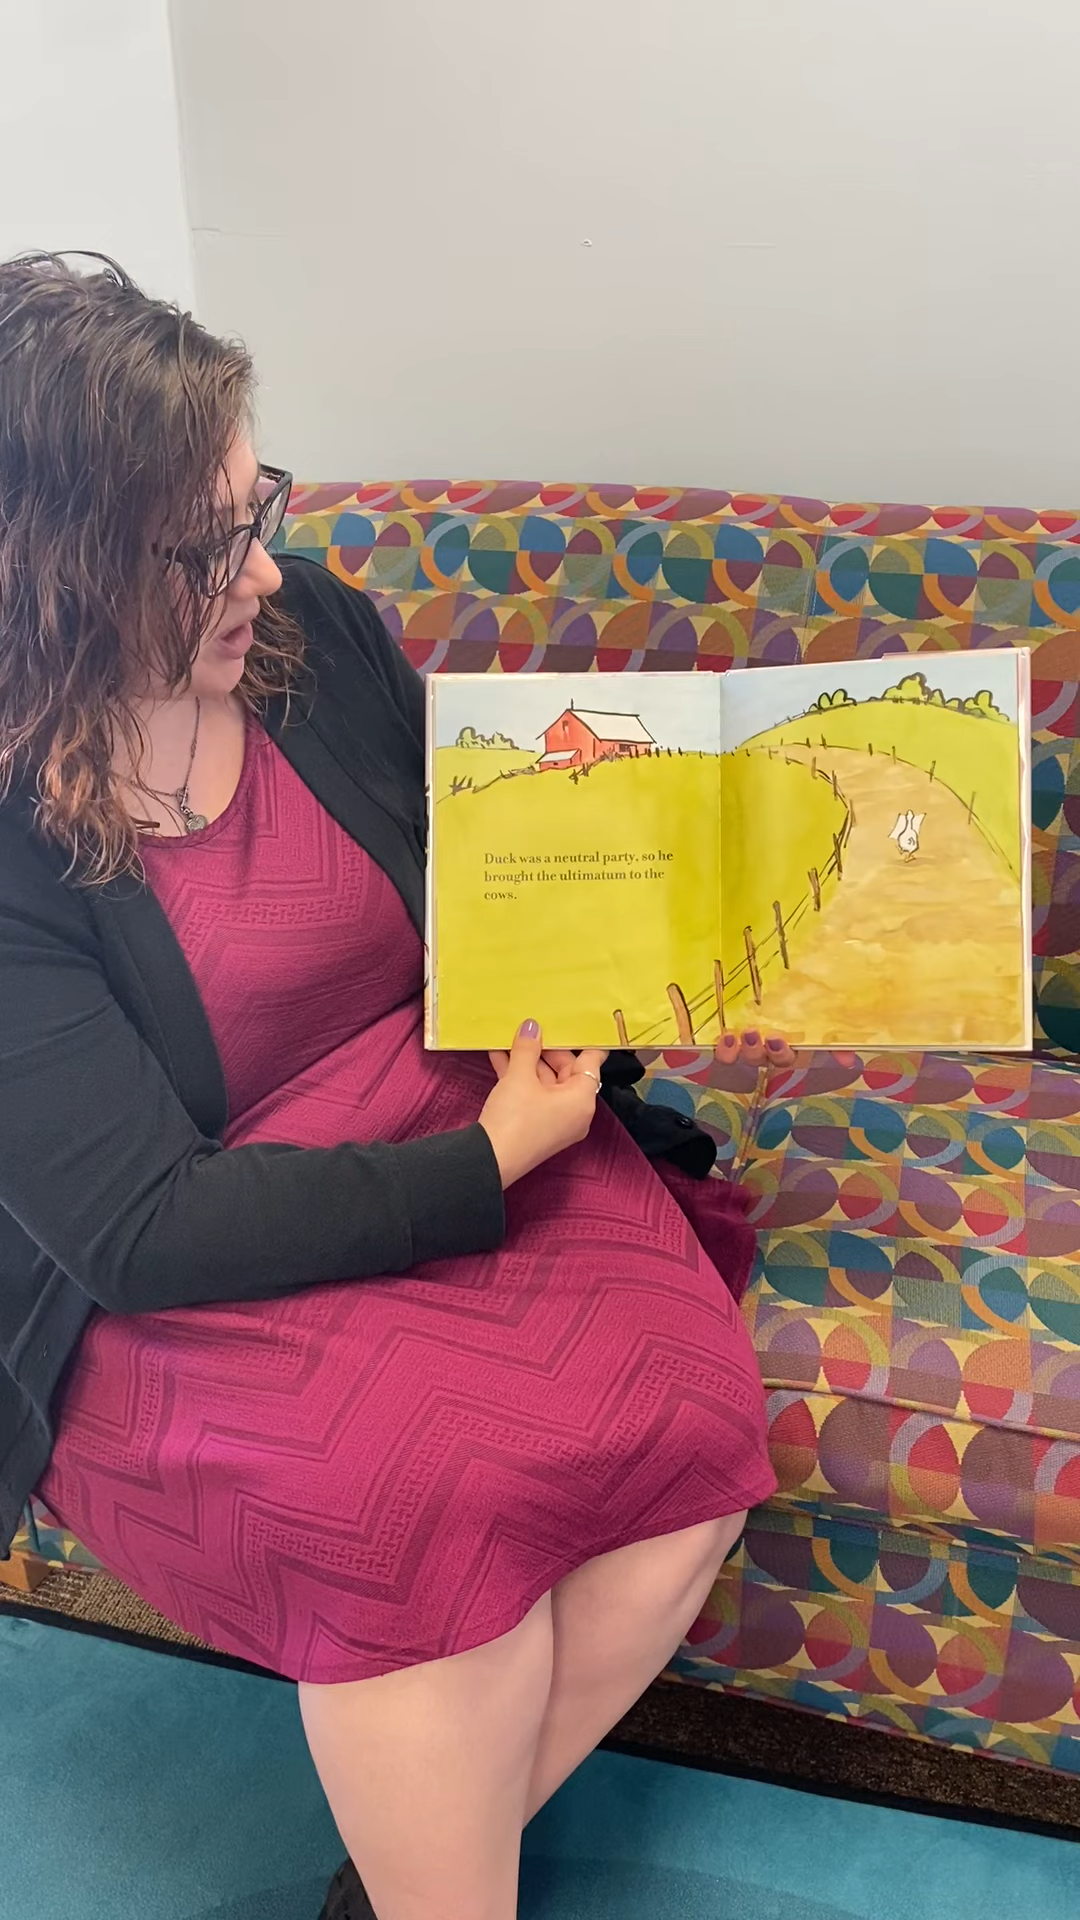 Duck was a neutral party, so he
brought the ultimatum to the
cows.